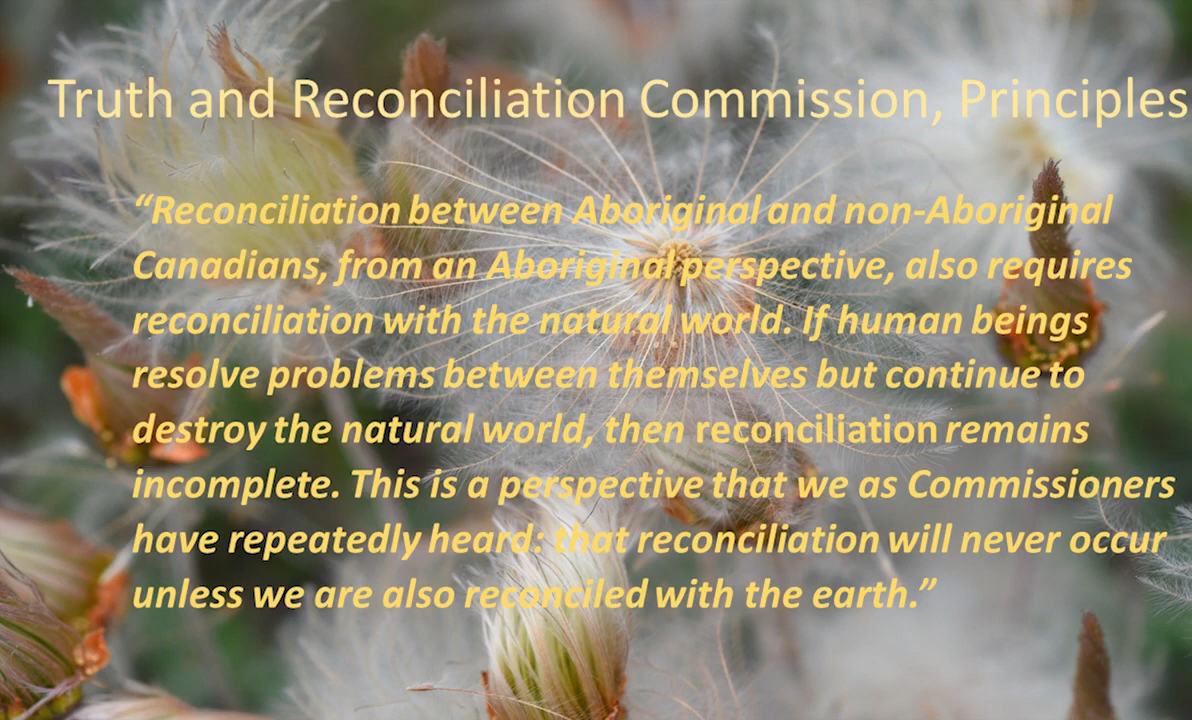 Truth and Reconciliation Commission, Principles
“Reconciliation between Aboriginal and non-Aboriginal
Canadians, from an Aboriginal perspective, also requires
reconciliation with the natural world. If human beings
resolve problems between themselves but continue to
destroy the natural world, then reconciliation remains
incomplete. This is a perspective that we as Commissioners
have repeatedly heard: that reconciliation will never occur
unless we are also reconciled with the earth.”